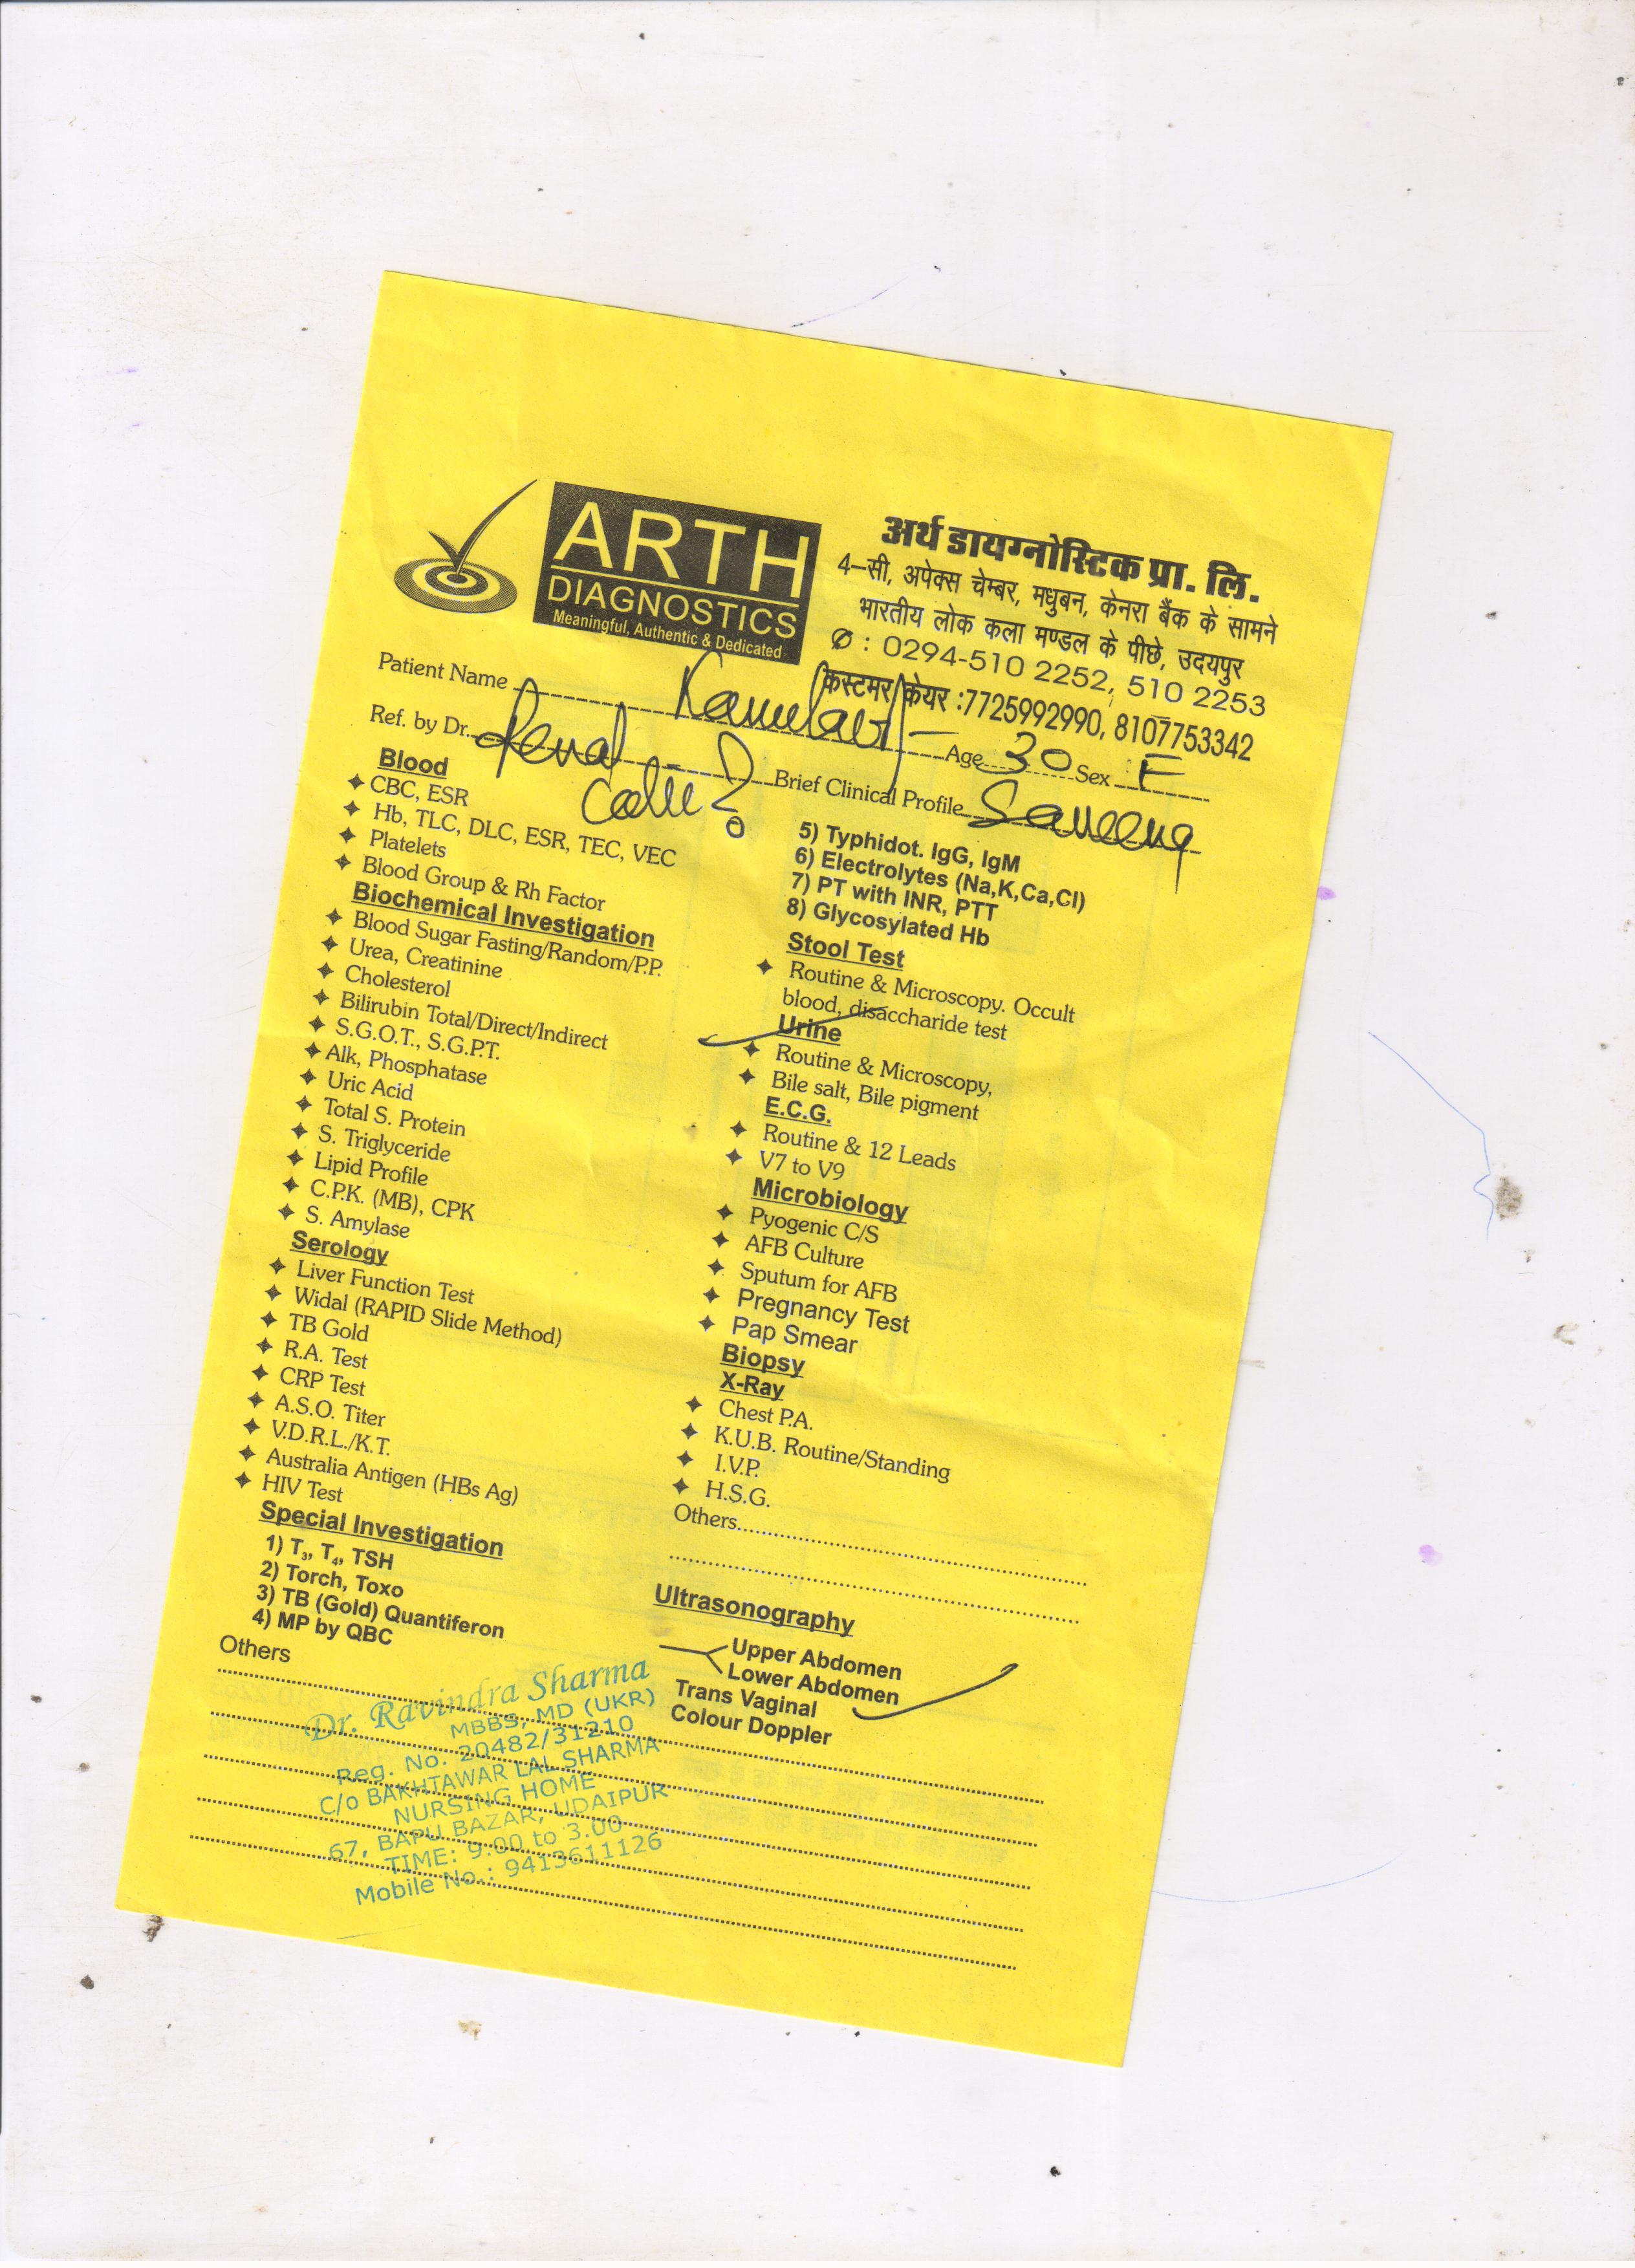 ARTH
DIAGNOSTICS
Meaningful, Authentic & Dedicated
अर्थ डायग्नोस्टिक प्रा. लि.
4–सी, अपेक्स चेम्बर, मधुबन, केनरा बैंक के सामने
भारतीय लोक कला मण्डल के पीछे, उदयपुर
✆ : 0294-510 2252, 510 2253
कस्टमर केयर :7725992990, 8107753342
Patient Name
Age 30 Sex F
Ref. by Dr. Renal
Colic ?
Brief Clinical Profile
Blood
CBC, ESR
Hb, TLC, DLC, ESR, TEC, VEC
Platelets
Blood Group & Rh Factor
Biochemical Investigation
Blood Sugar Fasting/Random/P.P.
Urea, Creatinine
Cholesterol
Bilirubin Total/Direct/Indirect
S.G.O.T., S.G.P.T.
Alk, Phosphatase
Uric Acid
Total S. Protein
S. Triglyceride
Lipid Profile
C.P.K. (MB), CPK
S. Amylase
Serology
Liver Function Test
Widal (RAPID Slide Method)
TB Gold
R.A. Test
CRP Test
A.S.O. Titer
V.D.R.L./K.T.
Australia Antigen (HBs Ag)
HIV Test
Special Investigation
1) T3, T4, TSH
2) Torch, Toxo
3) TB (Gold) Quantiferon
4) MP by QBC
Others
5) Typhidot. IgG, IgM
6) Electrolytes (Na,K,Ca,Cl)
7) PT with INR, PTT
8) Glycosylated Hb
Stool Test
Routine & Microscopy. Occult
blood, disaccharide test
Urine
Routine & Microscopy,
Bile salt, Bile pigment
E.C.G.
Routine & 12 Leads
V7 to V9
Microbiology
Pyogenic C/S
AFB Culture
Sputum for AFB
Pregnancy Test
Pap Smear
Biopsy
X-Ray
Chest P.A.
K.U.B. Routine/Standing
I.V.P.
H.S.G.
Others
Ultrasonography
Upper Abdomen
Lower Abdomen
Trans Vaginal
Colour Doppler
Dr. Ravindra Sharma
MBBS, MD (UKR)
Reg. No. 20482/31210
C/o BAKHTAWAR LAL SHARMA
NURSING HOME
67, BAPU BAZAR, UDAIPUR
TIME: 9:00 to 3.00
Mobile No.: 9413611126